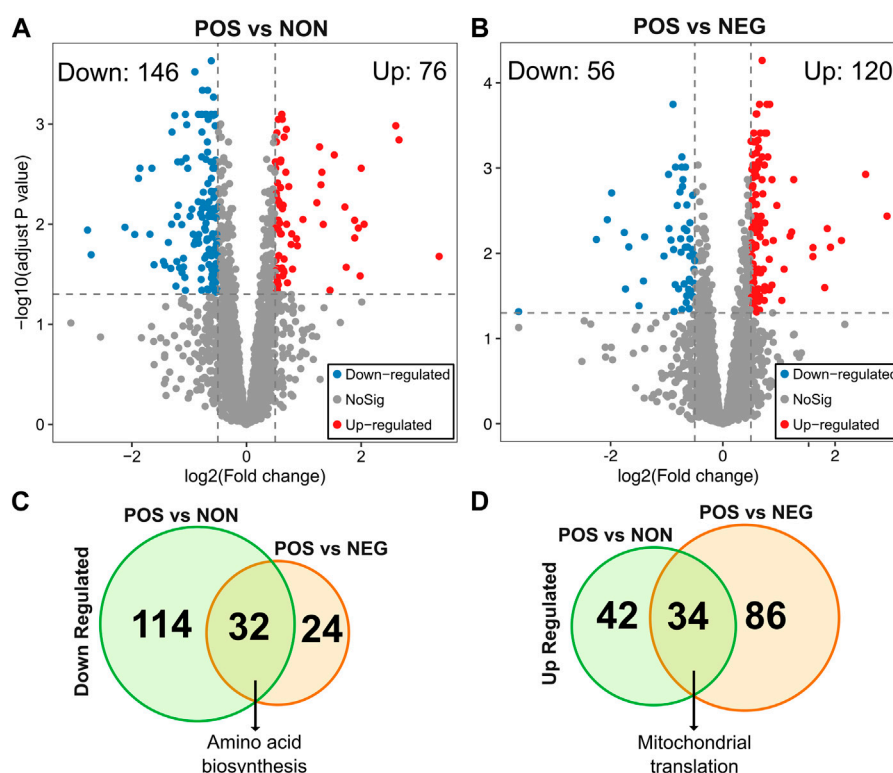 A
POS vs NON
Down: 146
Up: 76
−log10(adjust P value)
3
2
1
0
−2
0
2
log2(Fold change)
Down−regulated
NoSig
Up−regulated
B
POS vs NEG
Down: 56
Up: 120
4
3
2
1
0
-2
0
2
log2(Fold change)
Down−regulated
NoSig
Up−regulated
C
POS vs NON
POS vs NEG
Down Regulated
114
32
24
Amino acid
biosynthesis
D
POS vs NON
POS vs NEG
Up Regulated
42
34
86
Mitochondrial
translation